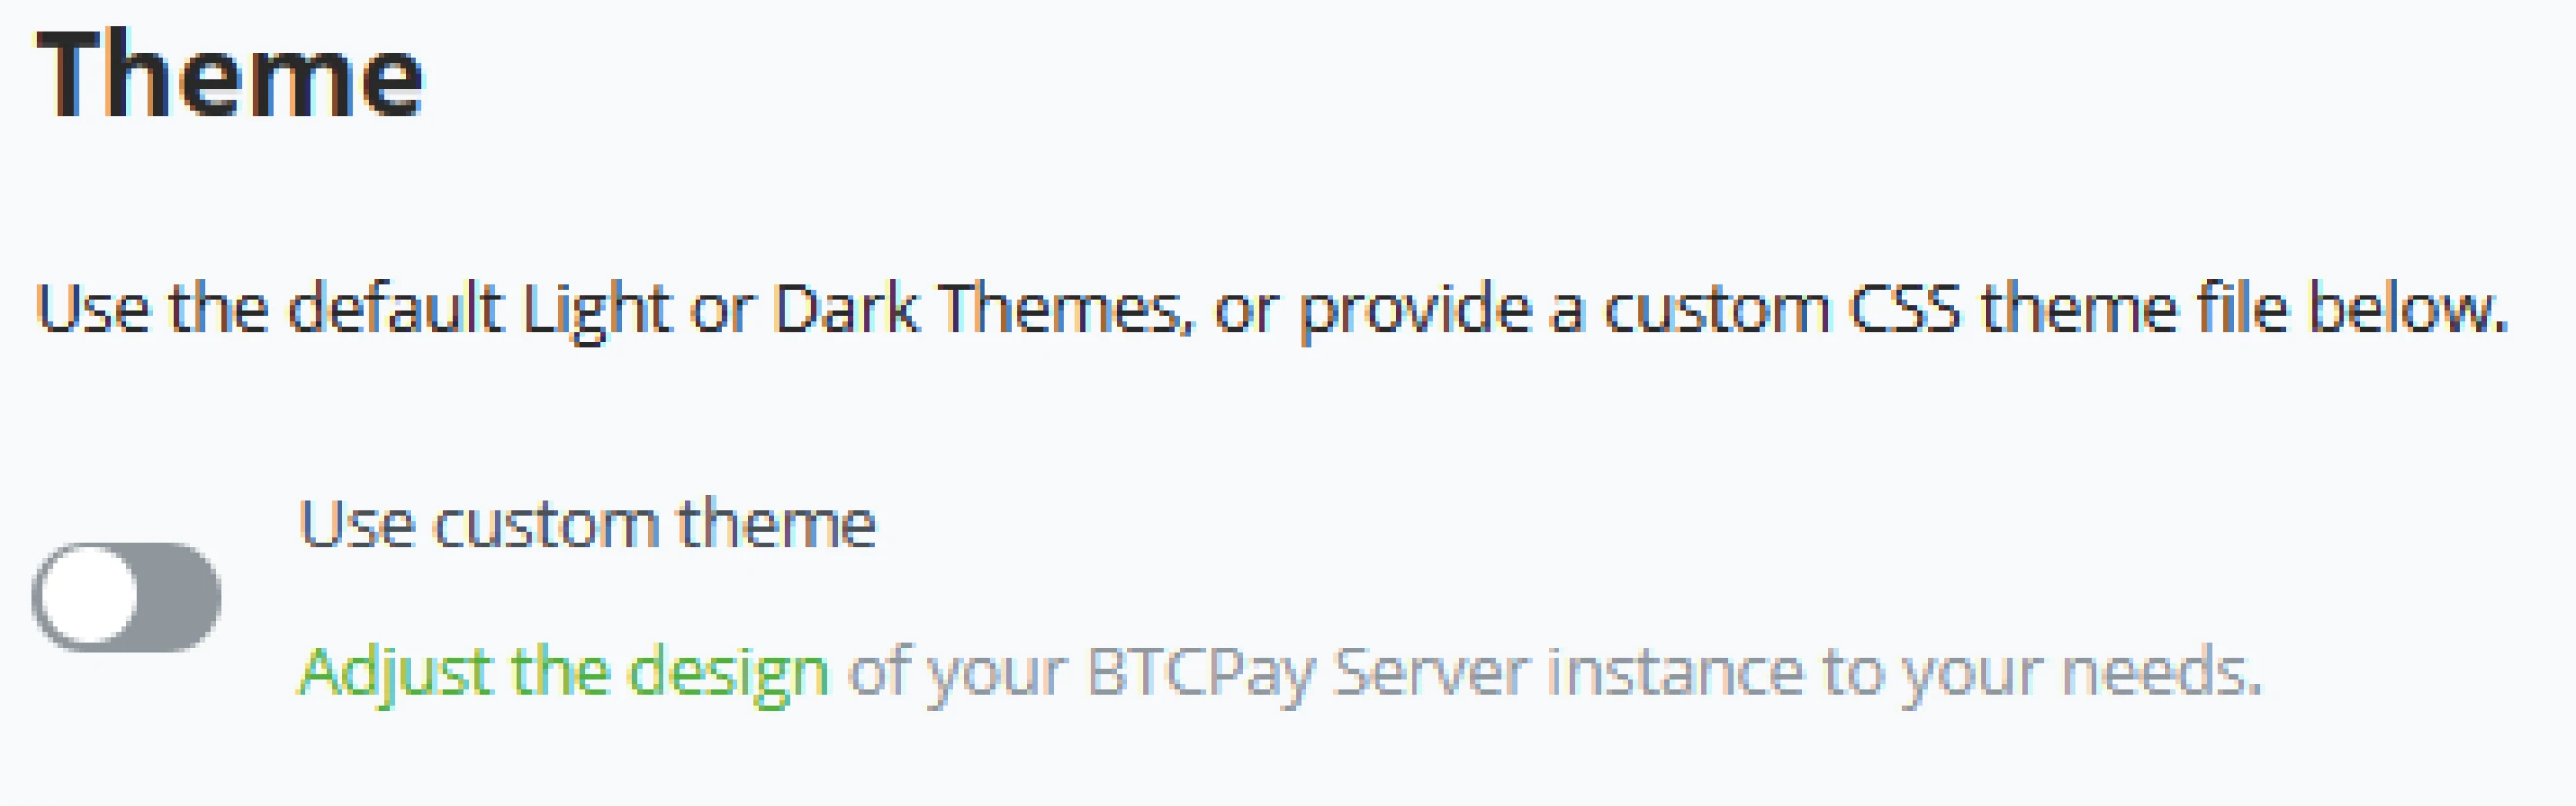 Theme
Use the default Light or Dark Themes, or provide a custom CSS theme file below.
Use custom theme
Adjust the design of your BTCPay Server instance to your needs.